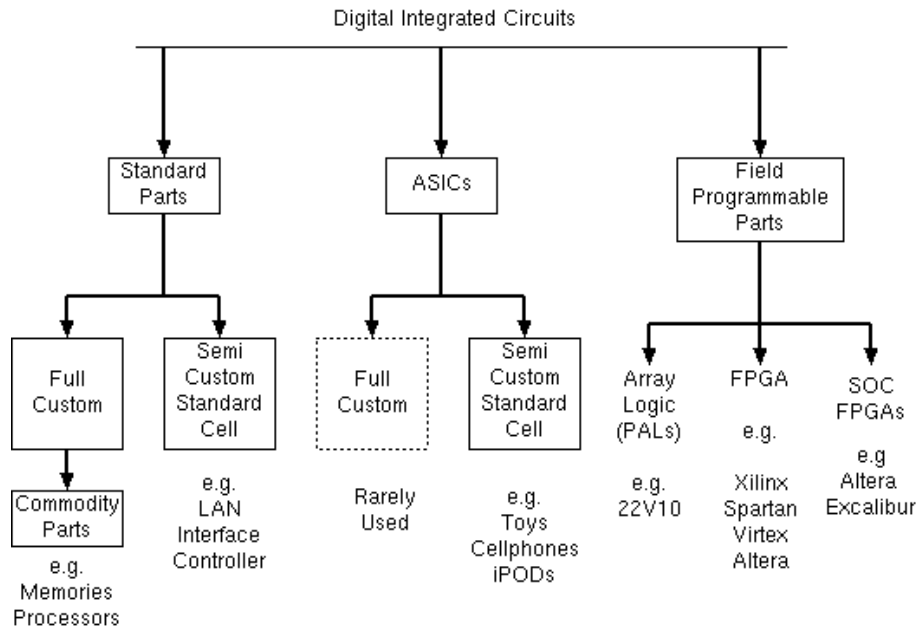 Digital Integrated Circuits
Standard
Parts
ASICs
Field
Programmable
Parts
Full
Custom
Semi
Custom
Standard
Cell
Full
Custom
Semi
Custom
Standard
Cell
Array
Logic
(PALs)
FPGA
SOC
FPGAs
Commodity
Parts
e.g.
Memories
Processors
e.g.
LAN
Interface
Controller
Rarely
Used
e.g.
Toys
Cellphones
iPODs
e.g.
22V10
e.g.
Xilinx
Spartan
Virtex
Altera
e.g
Altera
Excalibur